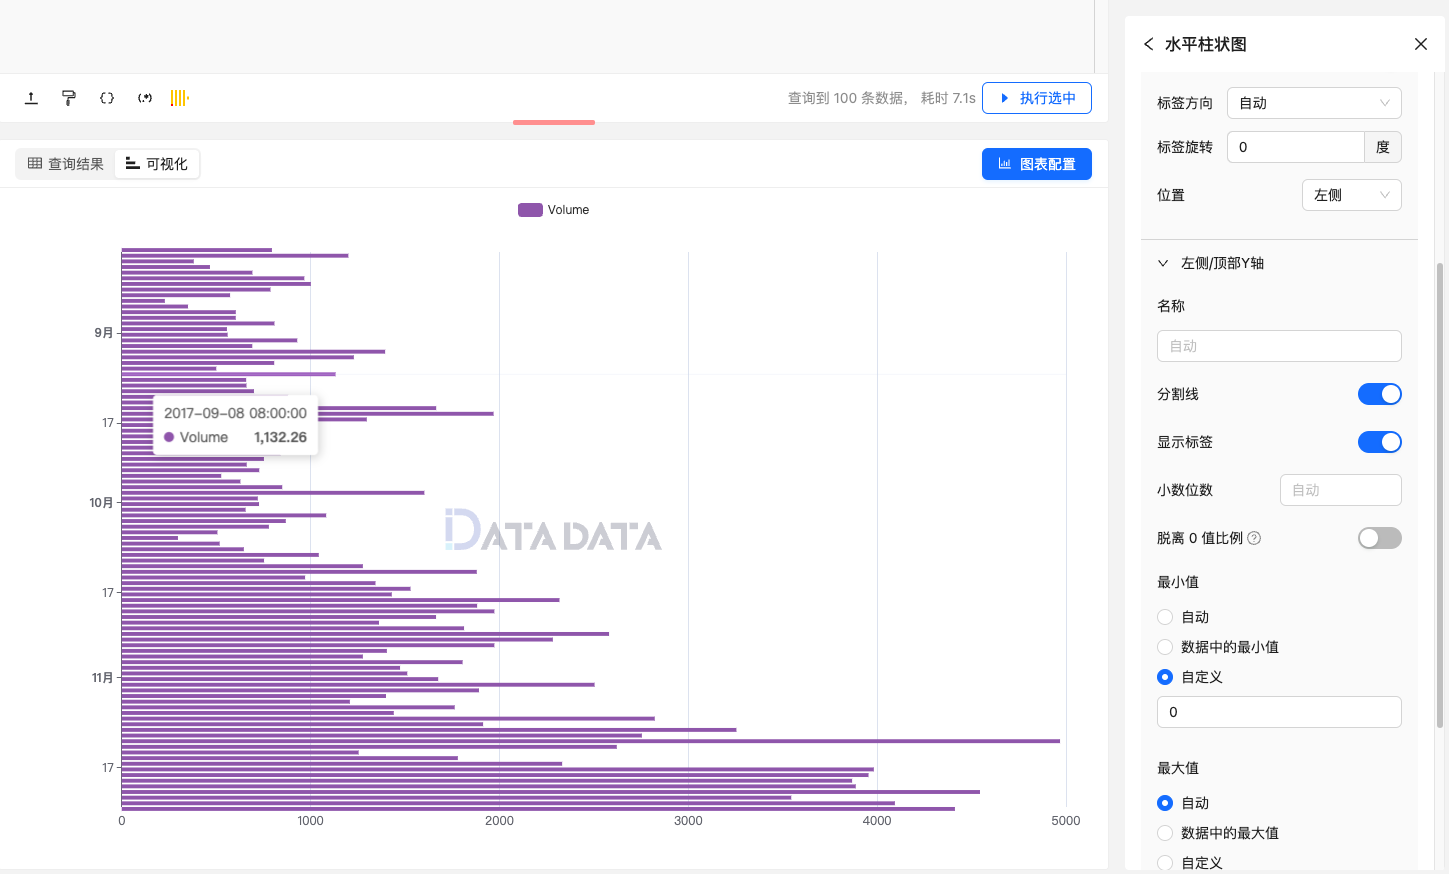 水平柱状图
标签方向 自动
标签旋转 0 度
位置 左侧
{} (.*)
查询到 100 条数据， 耗时 7.1s 执行选中
查询结果 可视化 图表配置
Volume
9月
17
10月
17
11月
17
0 1000 2000 3000 4000 5000
2017-09-08 08:00:00
Volume 1,132.26
DATA DATA
左侧/顶部Y轴
名称
自动
分割线
显示标签
小数位数 自动
脱离 0 值比例 ?
最小值
自动
数据中的最小值
自定义
0
最大值
自动
数据中的最大值
自定义